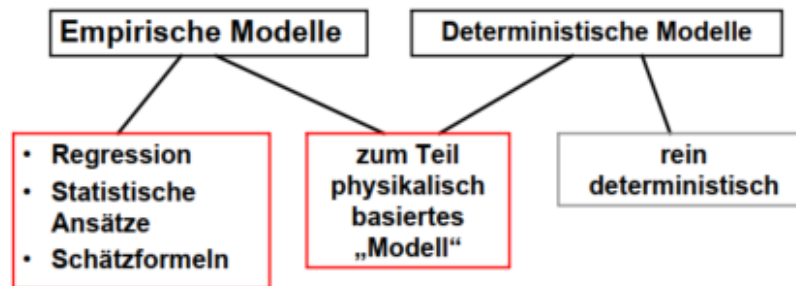 Empirische Modelle
Deterministische Modelle
• Regression
• Statistische
Ansätze
• Schätzformeln
zum Teil
physikalisch
basiertes
„Modell“
rein
deterministisch